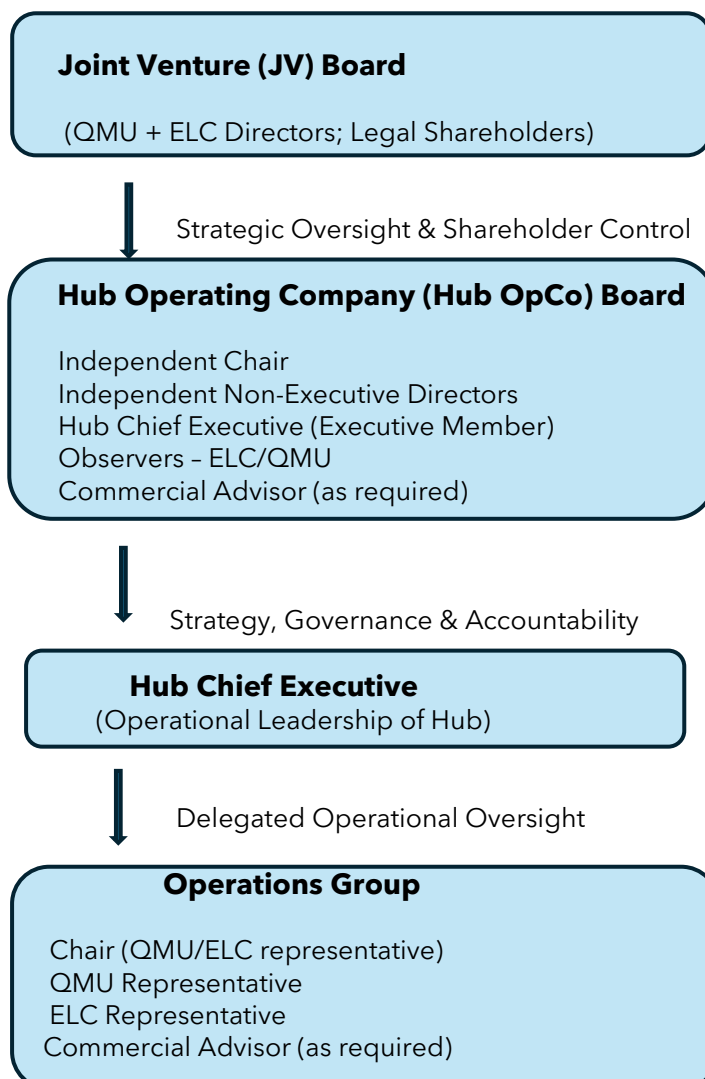 Joint Venture (JV) Board
(QMU + ELC Directors; Legal Shareholders)
Strategic Oversight & Shareholder Control
Hub Operating Company (Hub OpCo) Board
Independent Chair
Independent Non-Executive Directors
Hub Chief Executive (Executive Member)
Observers – ELC/QMU
Commercial Advisor (as required)
Strategy, Governance & Accountability
Hub Chief Executive
(Operational Leadership of Hub)
Delegated Operational Oversight
Operations Group
Chair (QMU/ELC representative)
QMU Representative
ELC Representative
Commercial Advisor (as required)